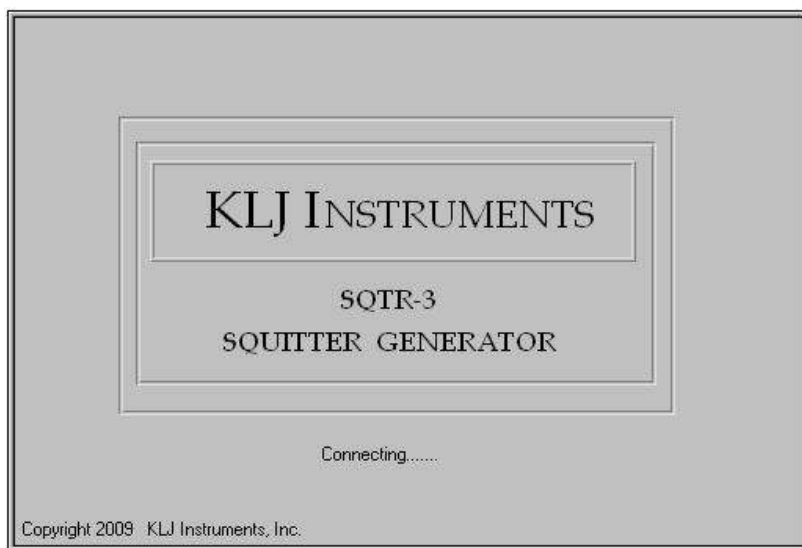 KLJ INSTRUMENTS
SQTR-3
SQUITTER GENERATOR
Connecting.......
Copyright 2009 KLJ Instruments, Inc.